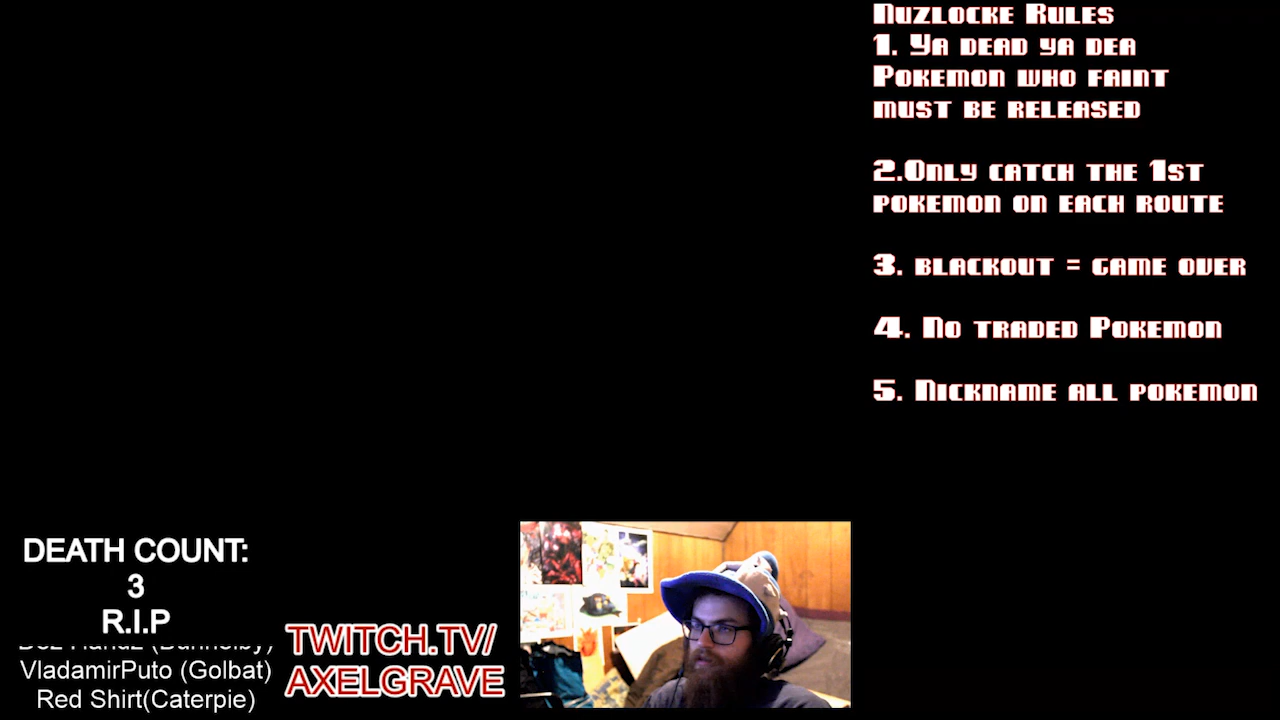 Nuzlocke Rules
1. Ya dead ya dea
Pokemon who faint
must be released
2.Only catch the 1st
pokemon on each route
3. blackout = game over
4. No traded Pokemon
5. Nickname all pokemon
DEATH COUNT:
3
R.I.P
(Bunnelby)
VladamirPuto (Golbat)
Red Shirt(Caterpie)
TWITCH.TV/
AXELGRAVE